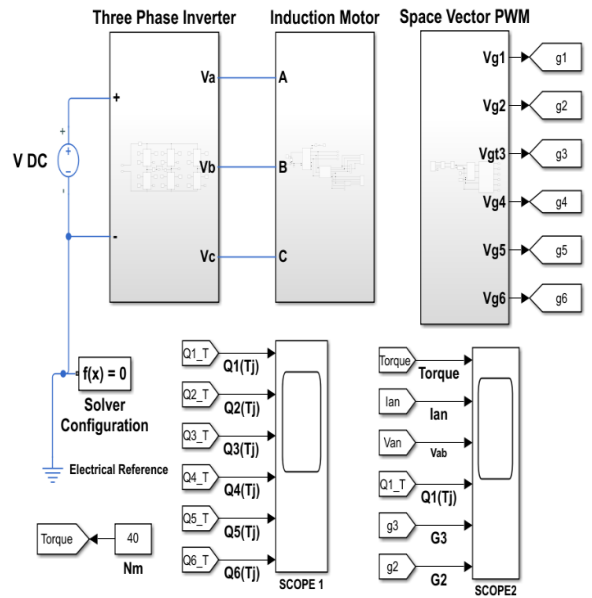 Three Phase Inverter
Induction Motor
Space Vector PWM
Va
A
Vg1
g1
+
+
+
−
-
V DC
Vg2
g2
Vgt3
g3
Vb
B
Vg4
g4
-
Vc
C
Vg5
g5
Vg6
g6
f(x) = 0
Solver
Configuration
Electrical Reference
Torque
40
Nm
Q1_T
Q1(Tj)
Q2_T
Q2(Tj)
Q3_T
Q3(Tj)
Q4_T
Q4(Tj)
Q5_T
Q5(Tj)
Q6_T
Q6(Tj)
SCOPE 1
Torque
Torque
Ian
Ian
Van
Vab
Q1_T
Q1(Tj)
g3
G3
g2
G2
SCOPE2